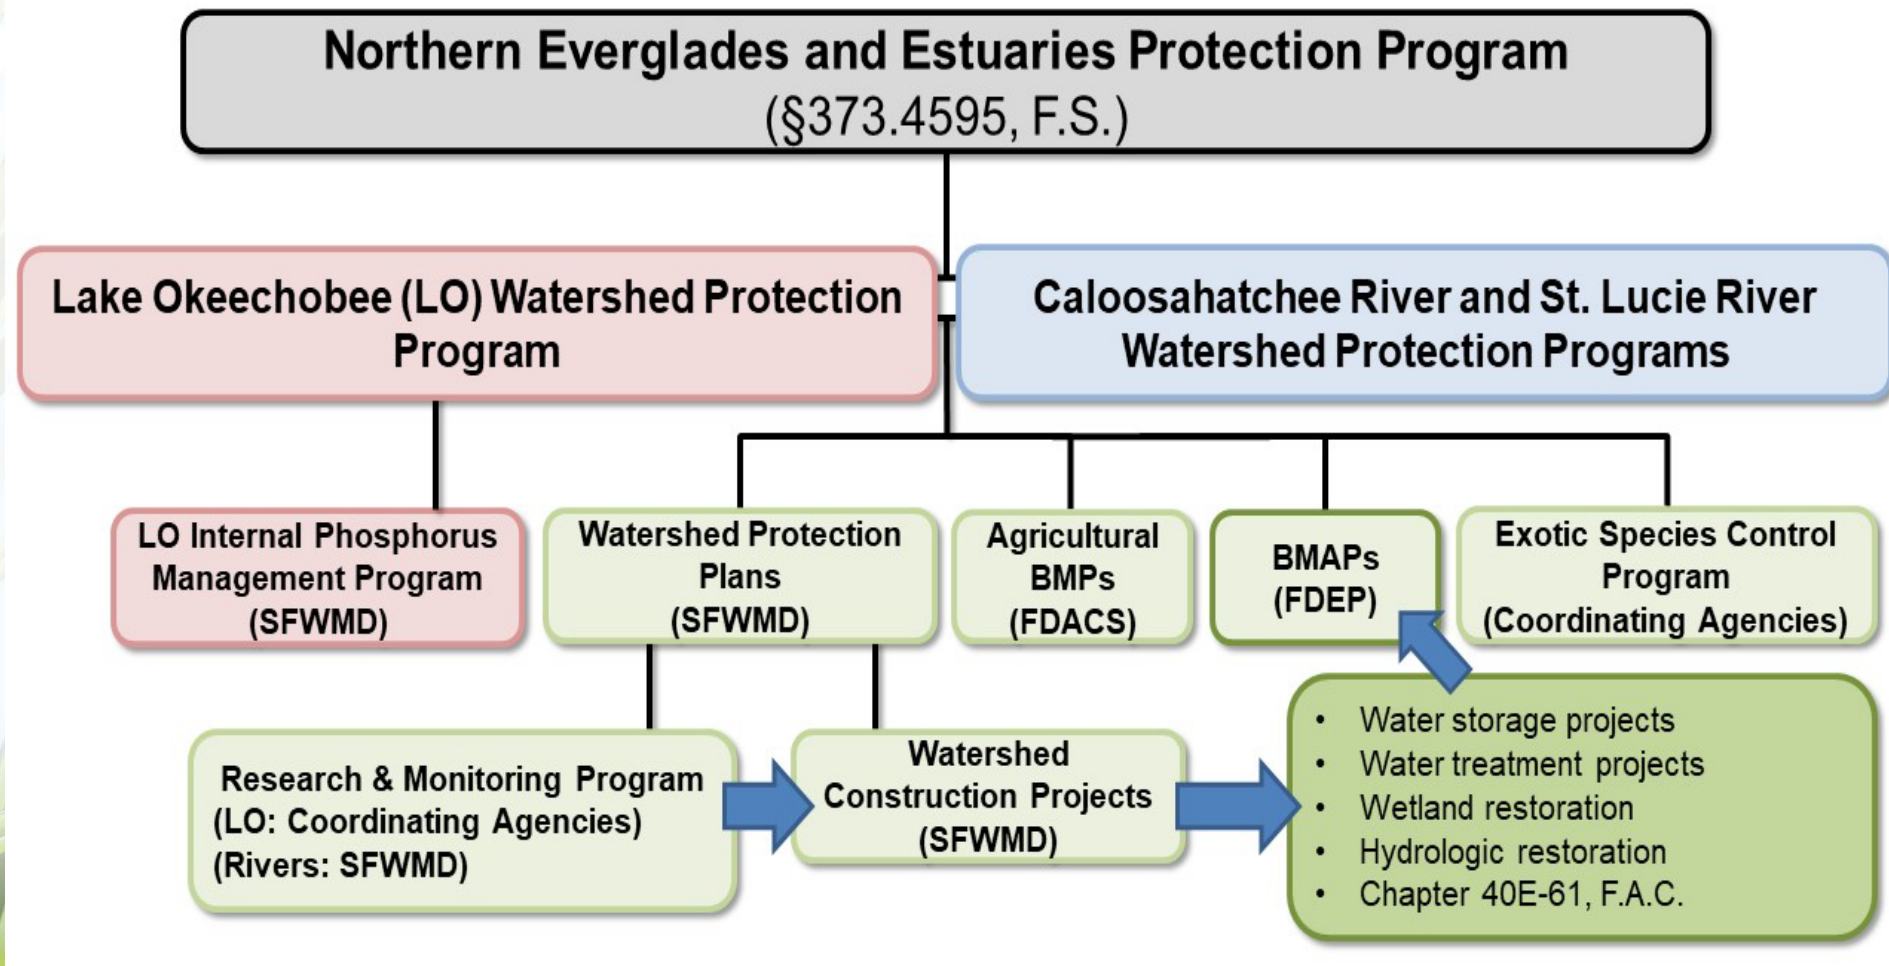 Northern Everglades and Estuaries Protection Program
(§373.4595, F.S.)
Lake Okeechobee (LO) Watershed Protection
Program
Caloosahatchee River and St. Lucie River
Watershed Protection Programs
LO Internal Phosphorus
Management Program
(SFWMD)
Watershed Protection
Plans
(SFWMD)
Agricultural
BMPs
(FDACS)
BMAPs
(FDEP)
Exotic Species Control
Program
(Coordinating Agencies)
Research & Monitoring Program
(LO: Coordinating Agencies)
(Rivers: SFWMD)
Watershed
Construction Projects
(SFWMD)
• Water storage projects
• Water treatment projects
• Wetland restoration
• Hydrologic restoration
• Chapter 40E-61, F.A.C.